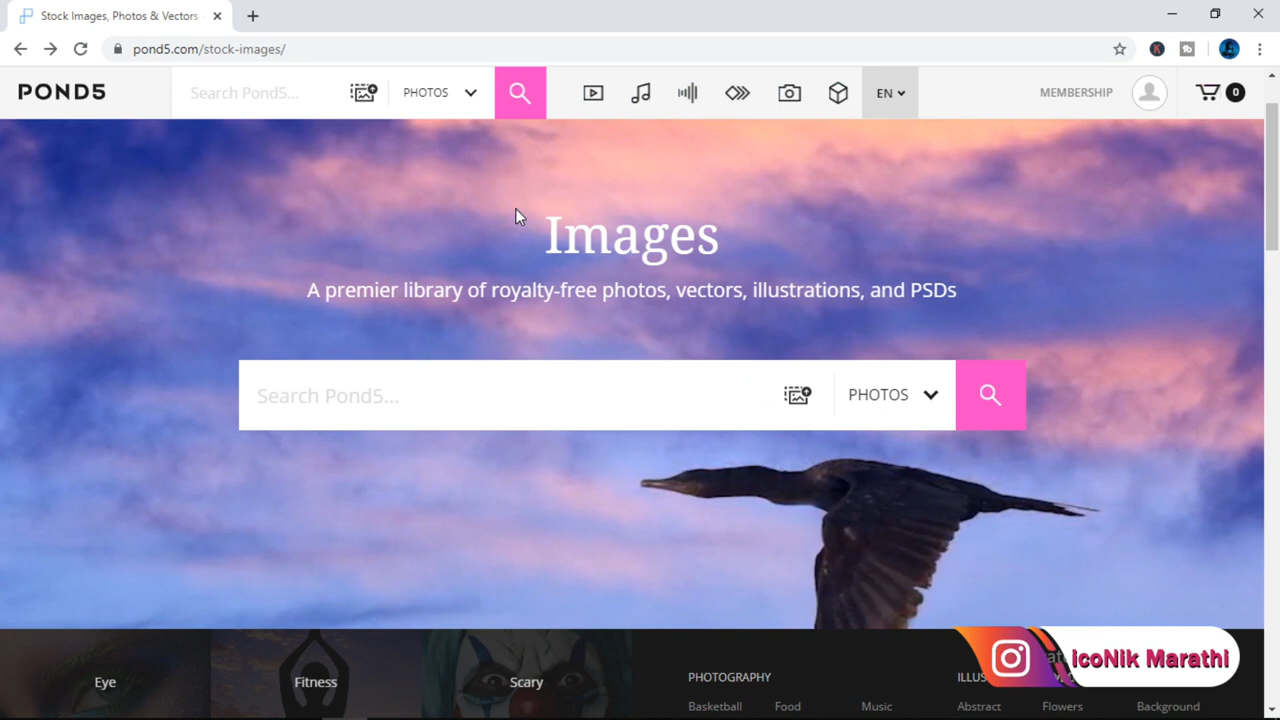 Stock Images, Photos & Vectors
pond5.com/stock-images/
POND5
Search Pond5...
PHOTOS
EN
MEMBERSHIP
0
Images
A premier library of royalty-free photos, vectors, illustrations, and PSDs
Search Pond5...
PHOTOS
Eye
Fitness
Scary
PHOTOGRAPHY
Basketball
Food
Music
ILLUS
Abstract
Flowers
Background
icoNik Marathi